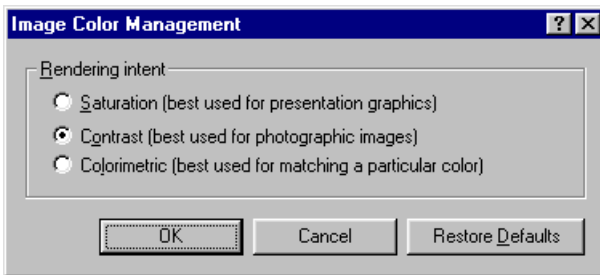 Image Color Management
Rendering intent
Saturation (best used for presentation graphics)
Contrast (best used for photographic images)
Colorimetric (best used for matching a particular color)
OK Cancel Restore Defaults